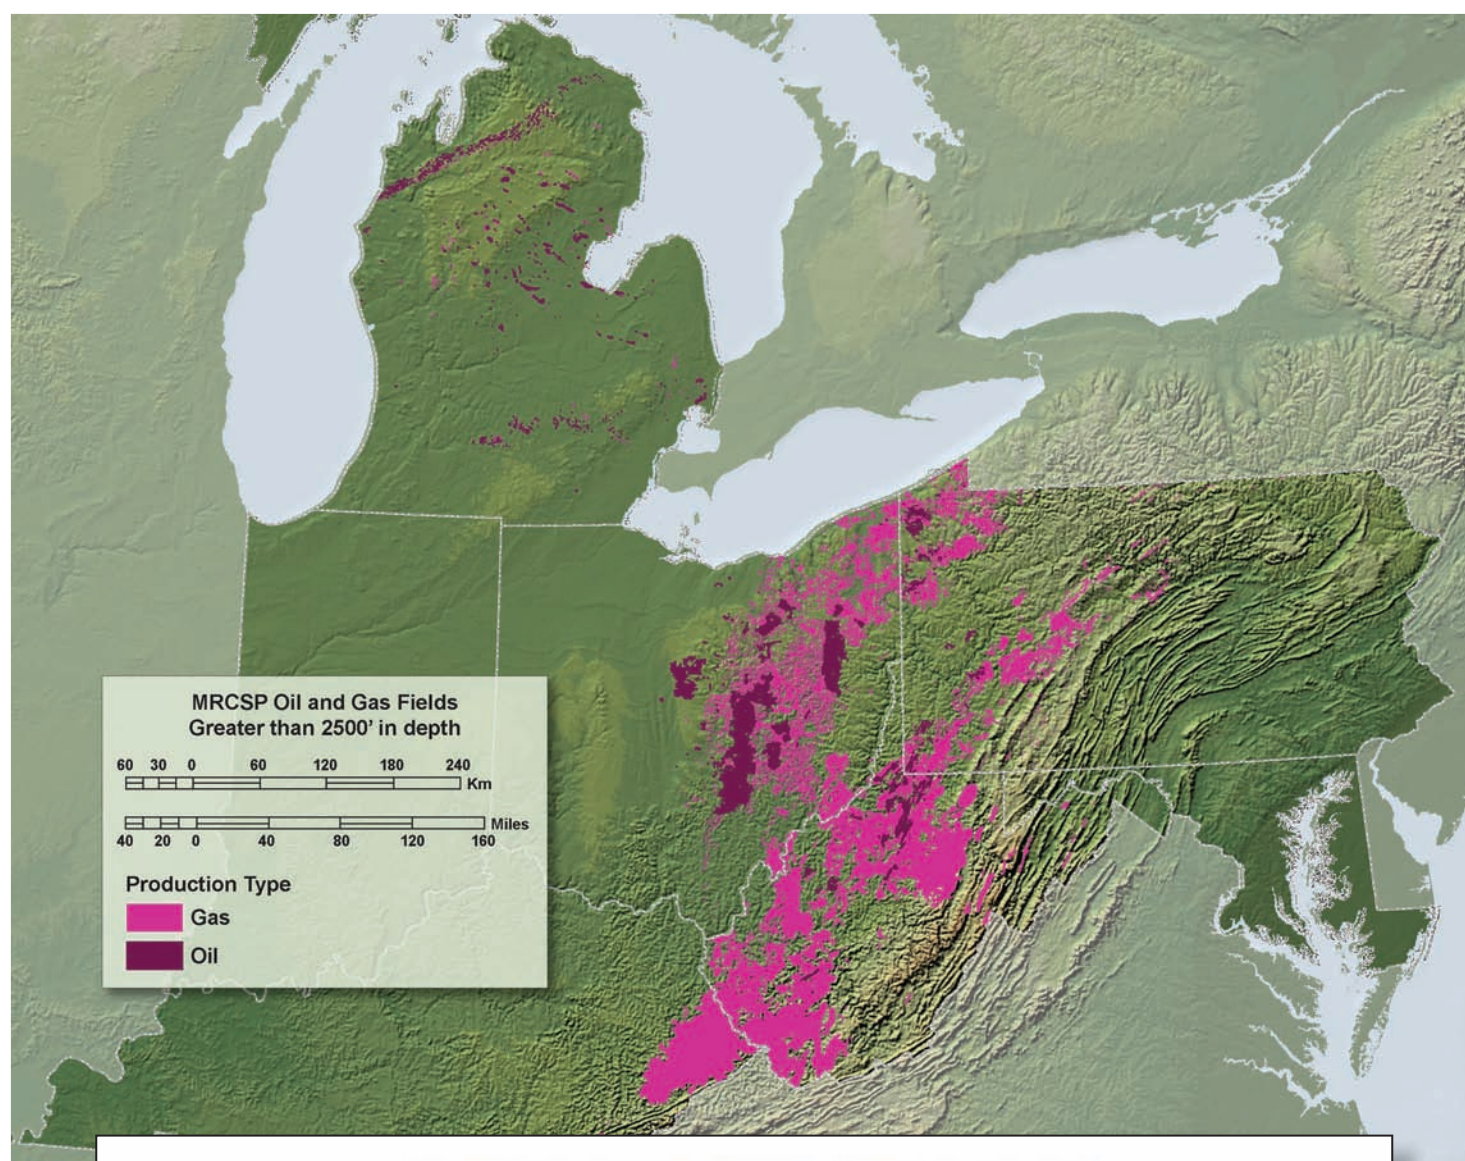 MRCSP Oil and Gas Fields
Greater than 2500' in depth
60 30 0 60 120 180 240
Km
Miles
40 20 0 40 80 120 160
Production Type
Gas
Oil